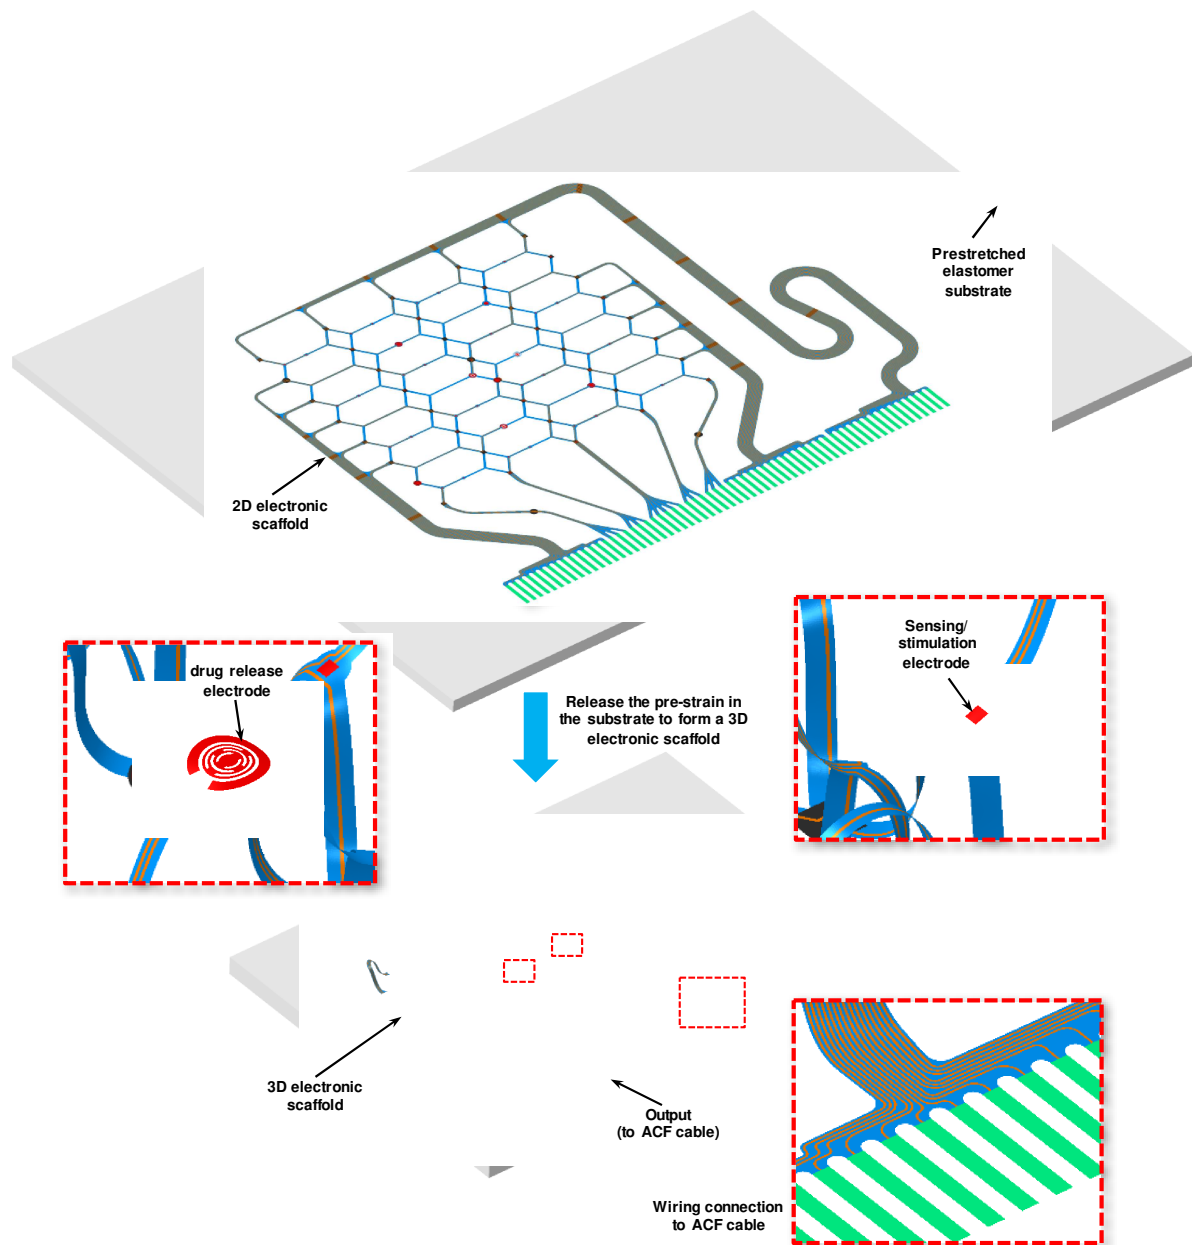 Prestretched
elastomer
substrate
2D electronic
scaffold
Sensing/
stimulation
electrode
drug release
electrode
Release the pre-strain in
the substrate to form a 3D
electronic scaffold
3D electronic
scaffold
Output
(to ACF cable)
Wiring connection
to ACF cable